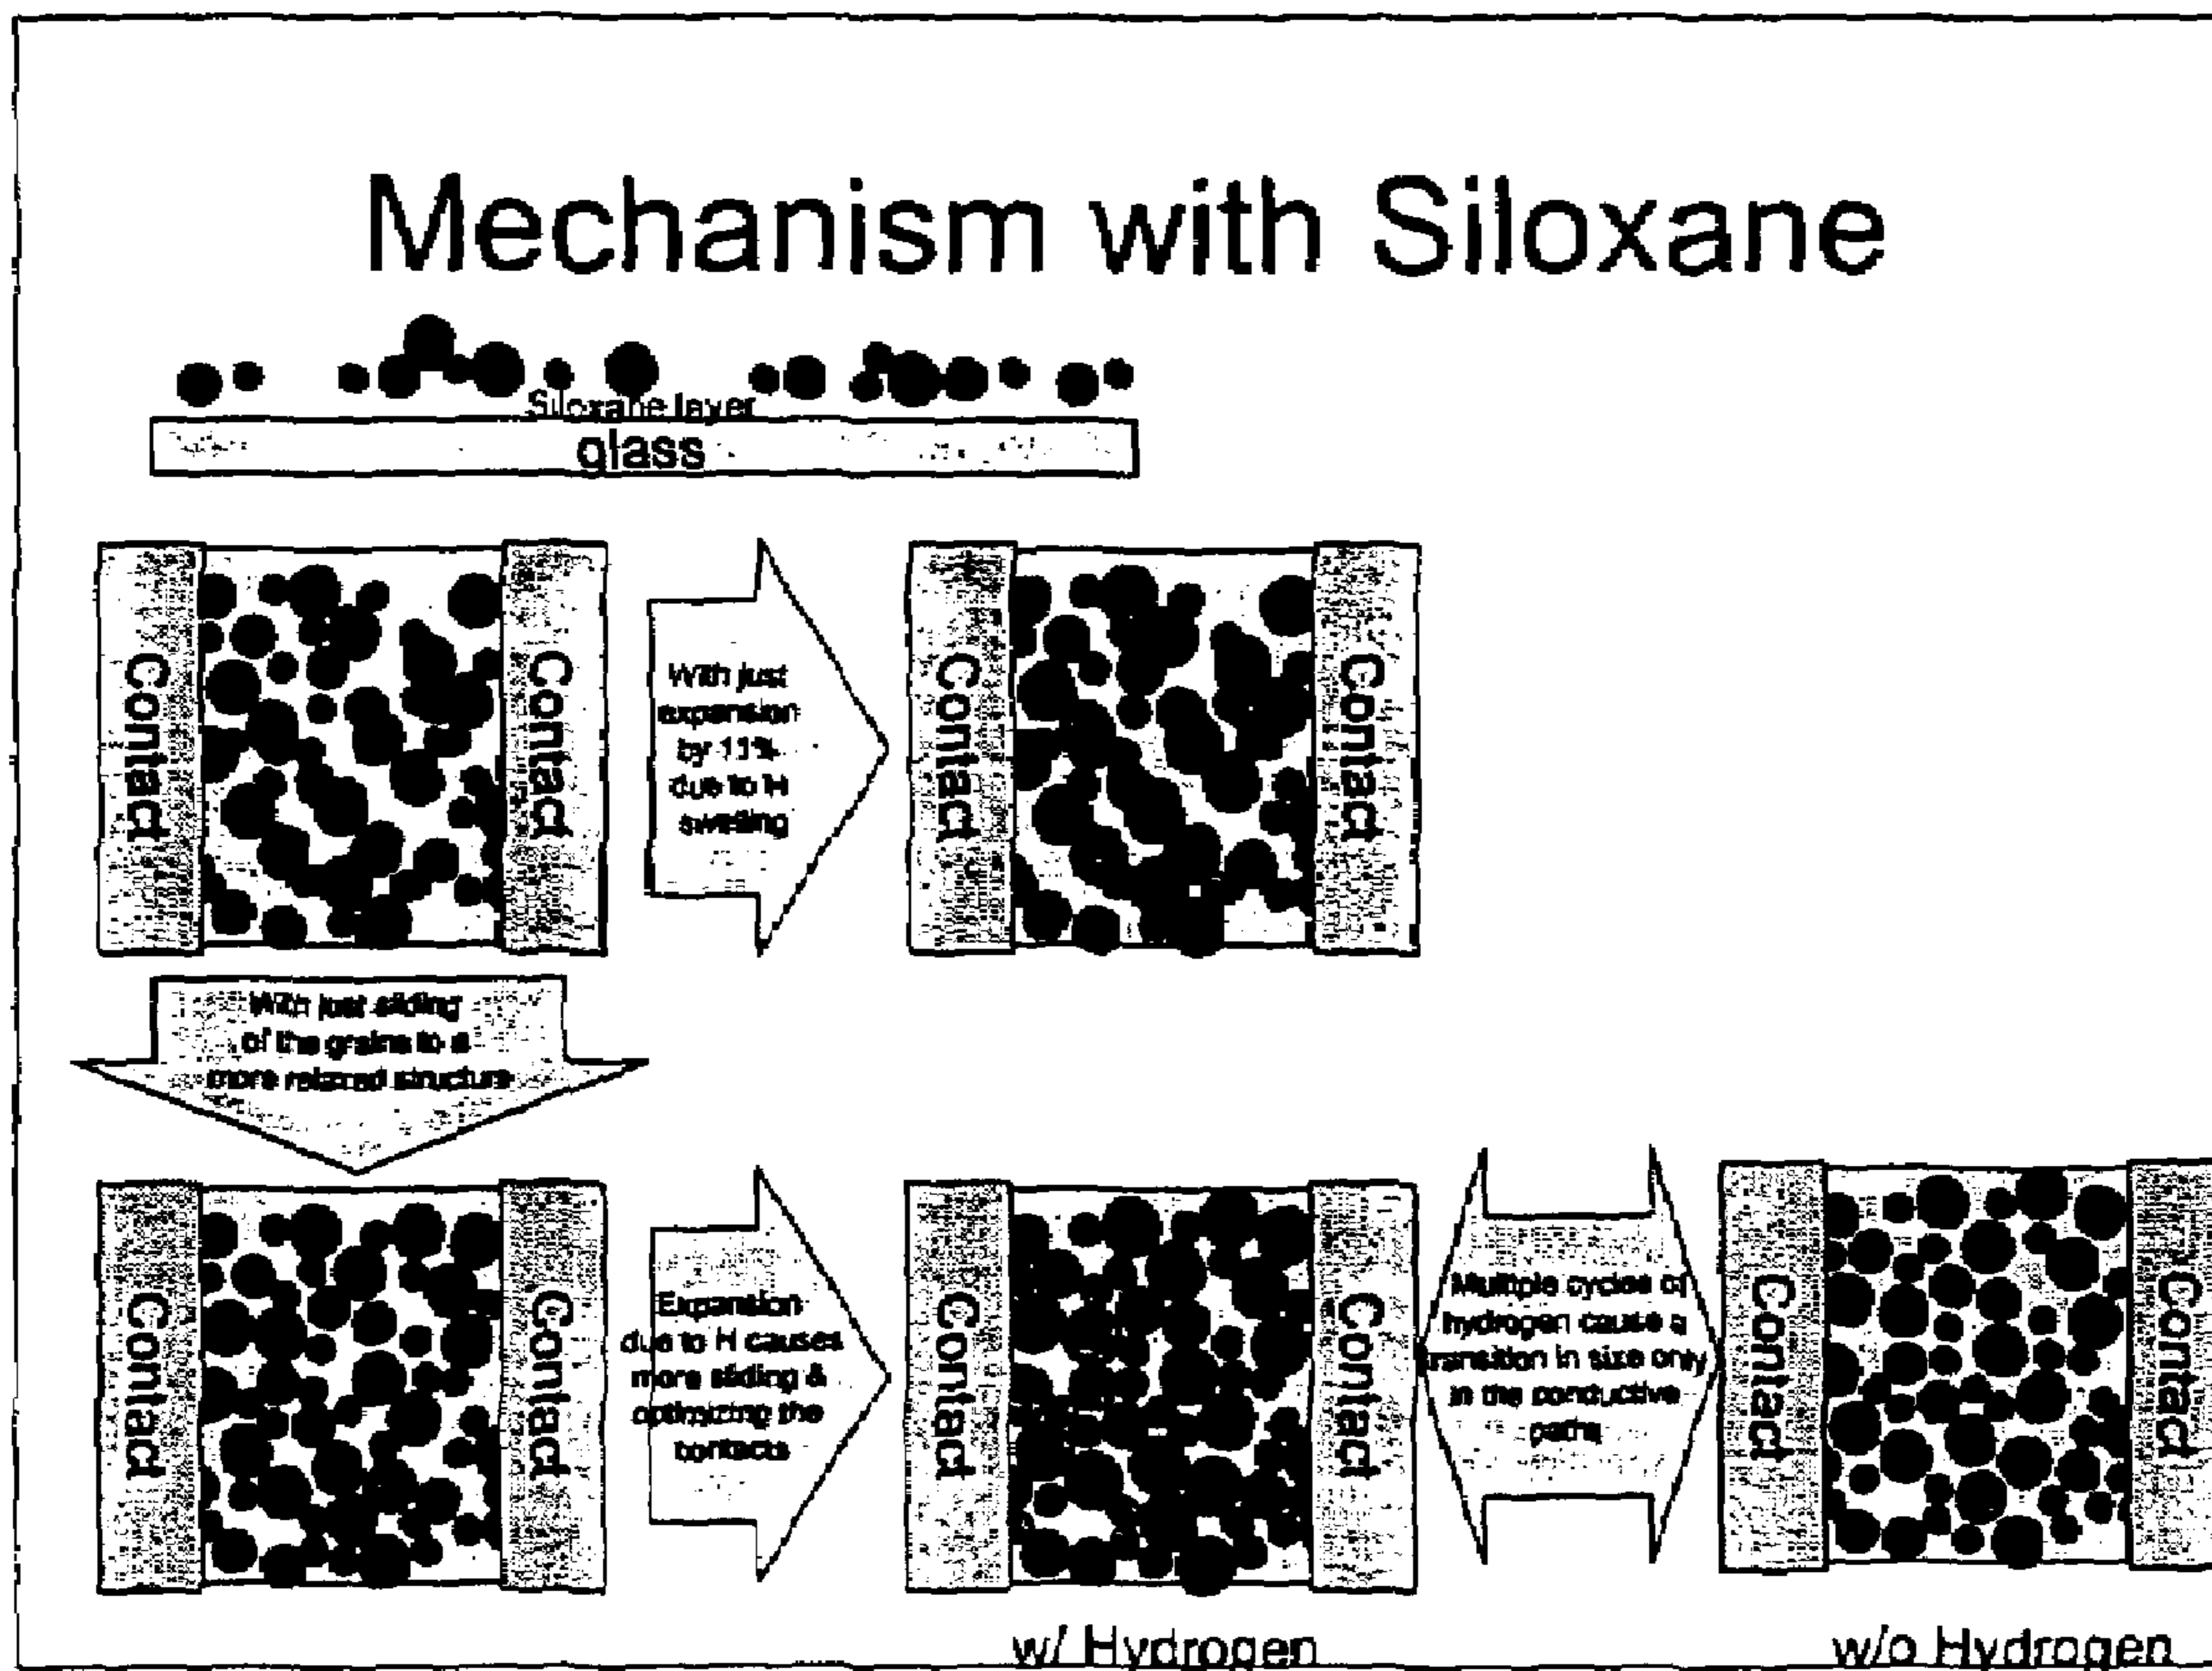 Mechanism with Siloxane
Siloxane layer
glass
Contact
Contact
With just
expansion
by 11%
due to H
swelling
Contact
Contact
With just sliding
of the grains to a
more relaxed structure
Contact
Contact
Expansion
due to H causes
more sliding &
optimizing the
contacts
Contact
Contact
Multiple cycles of
hydrogen cause a
transition in size only
in the conductive
paths
Contact
Contact
w/ Hydrogen
w/o Hydrogen